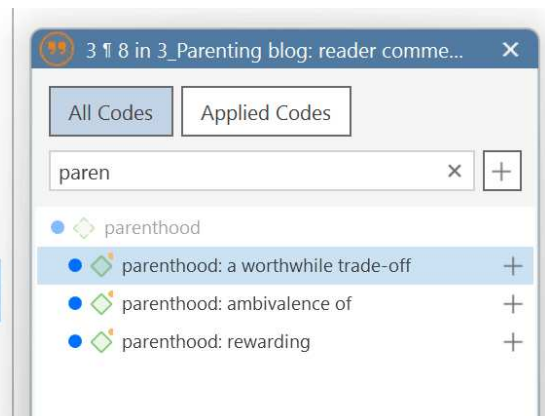 3 ¶ 8 in 3_Parenting blog: reader comme...
All Codes Applied Codes
paren
parenthood
parenthood: a worthwhile trade-off
parenthood: ambivalence of
parenthood: rewarding